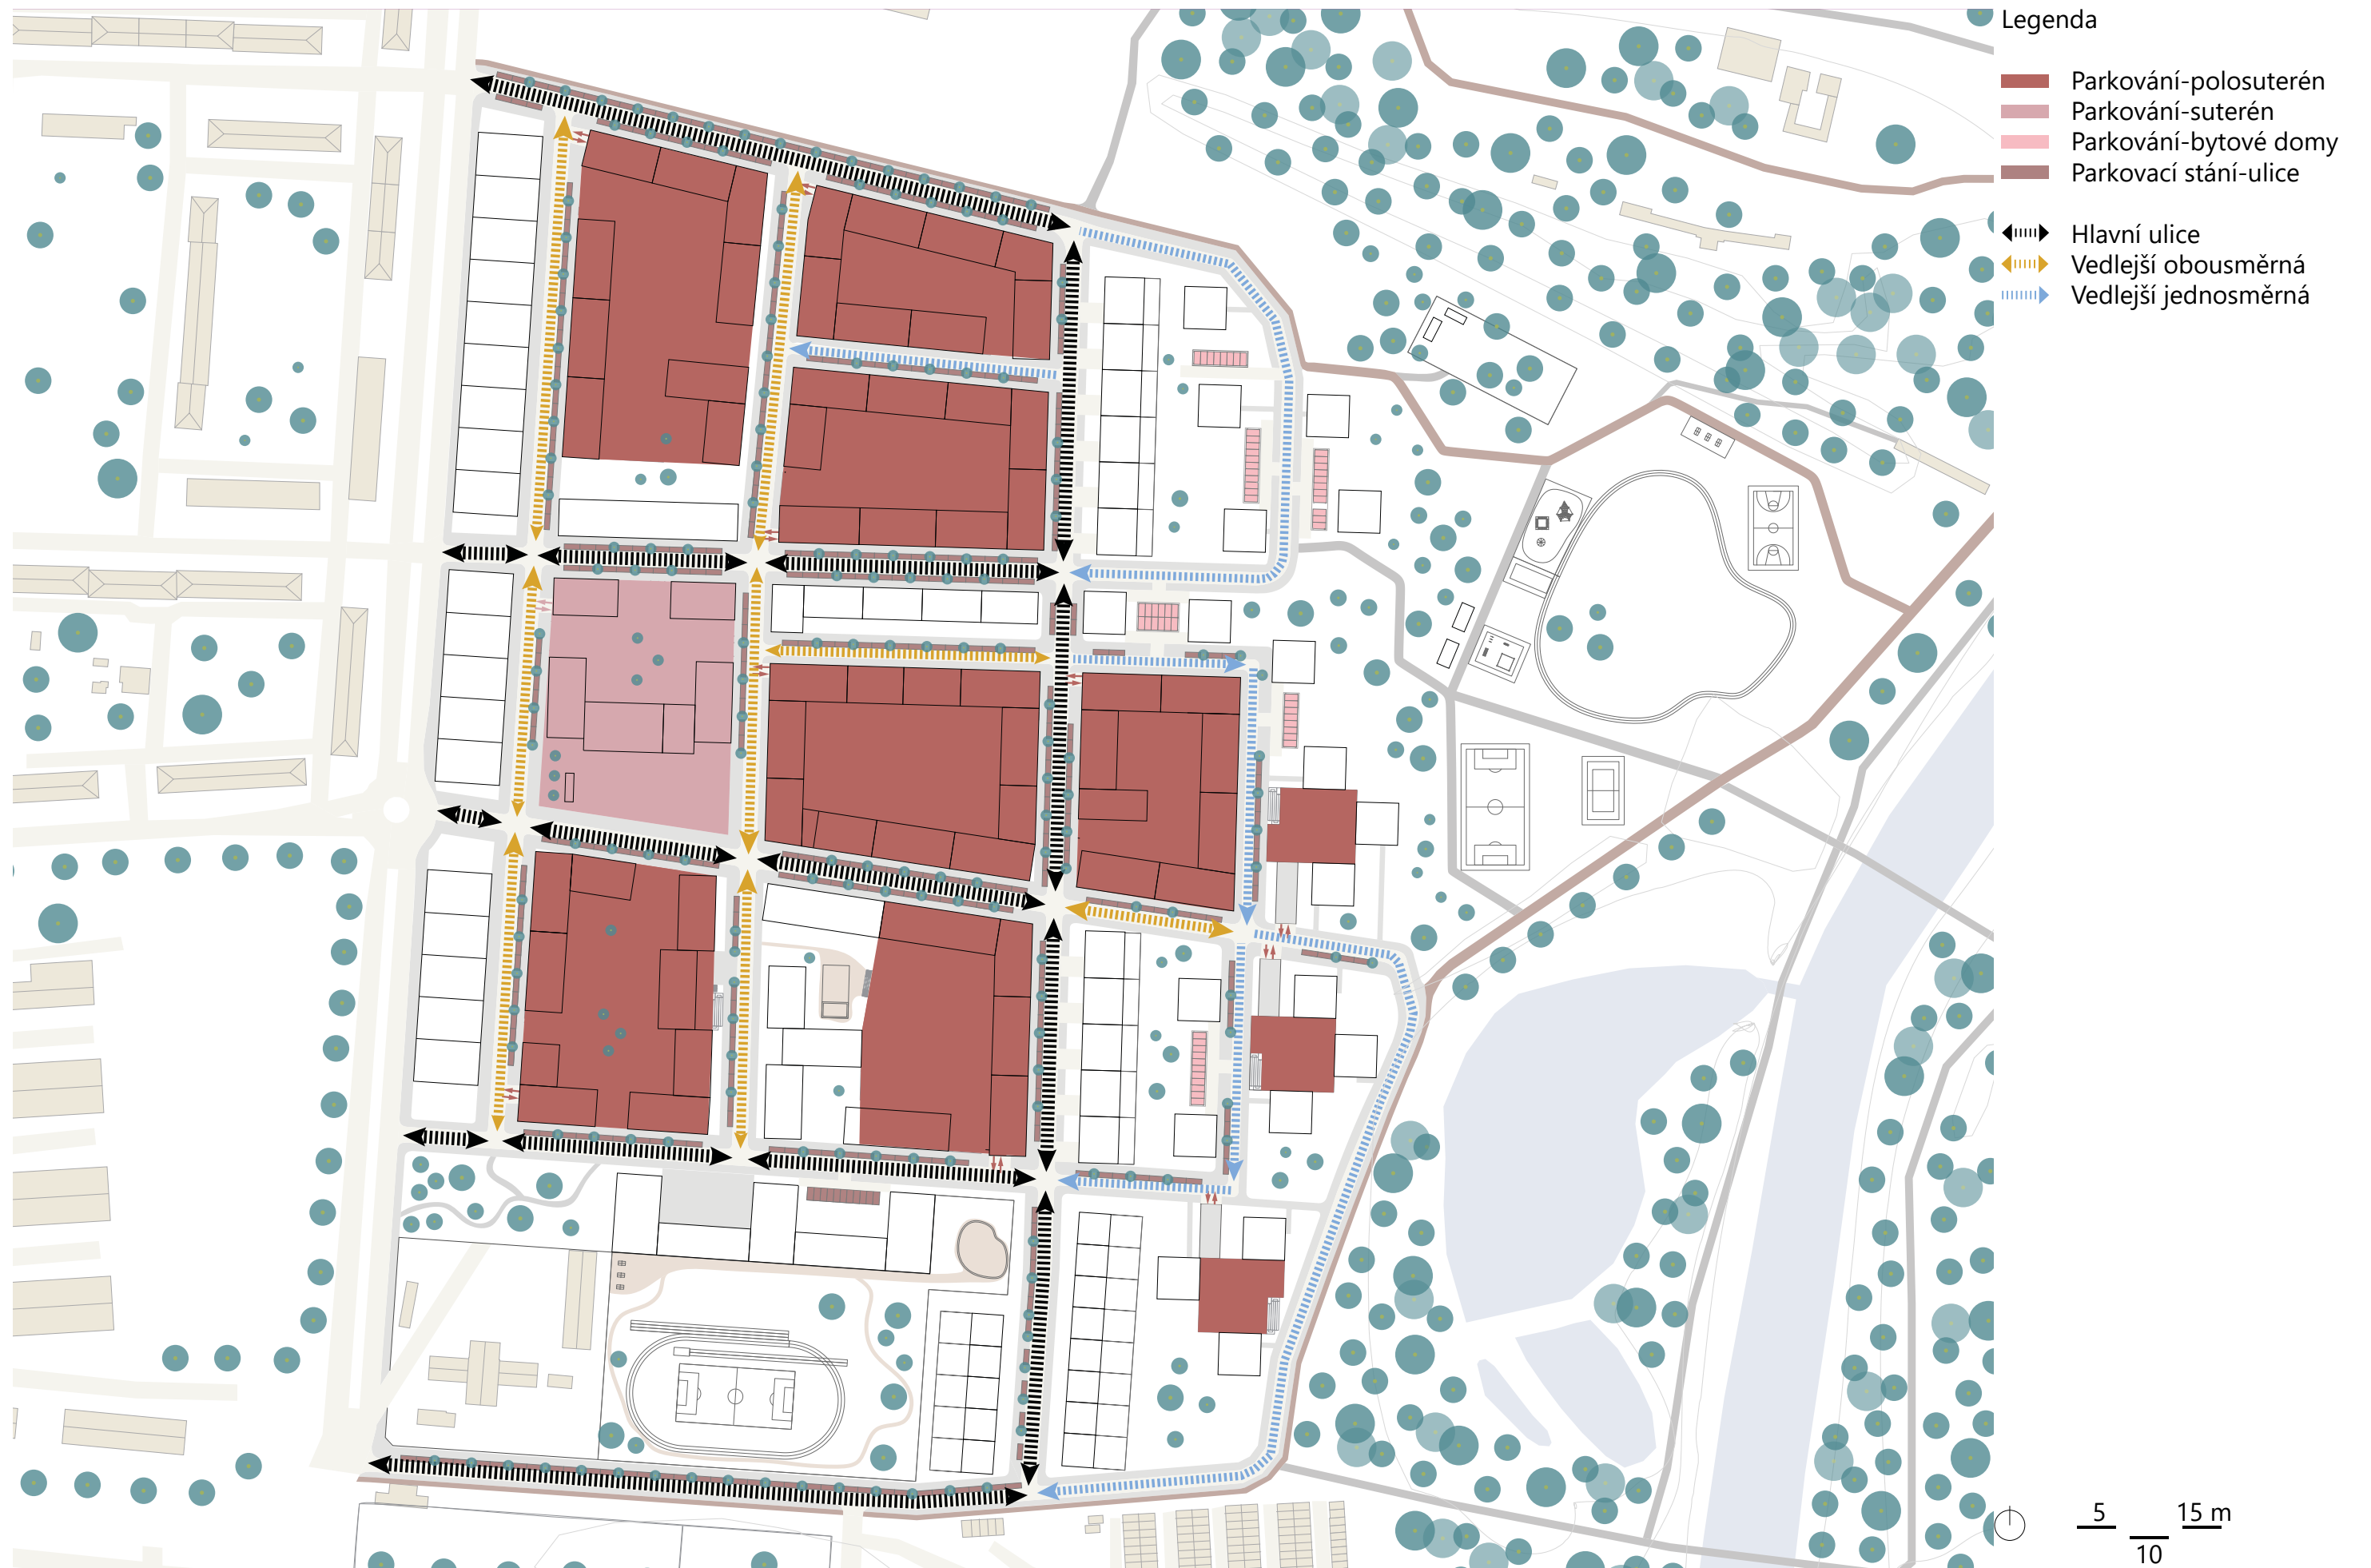 Legenda
Parkování-polosuterén
Parkování-suterén
Parkování-bytové domy
Parkovací stání-ulice
Hlavní ulice
Vedlejší obousměrná
Vedlejší jednosměrná
5 15 m
10